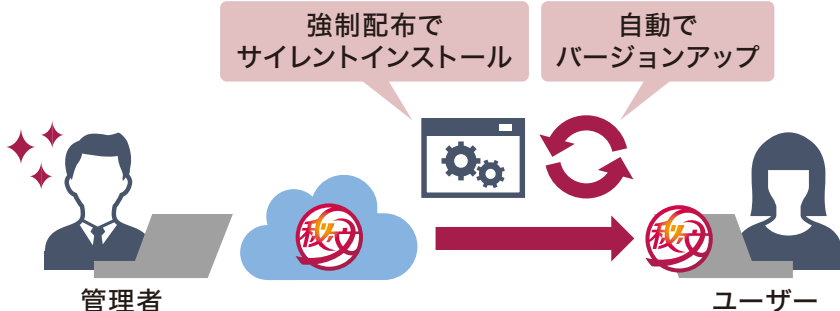 強制配布で
サイレントインストール
自動で
バージョンアップ
秘文
秘文
管理者
ユーザー